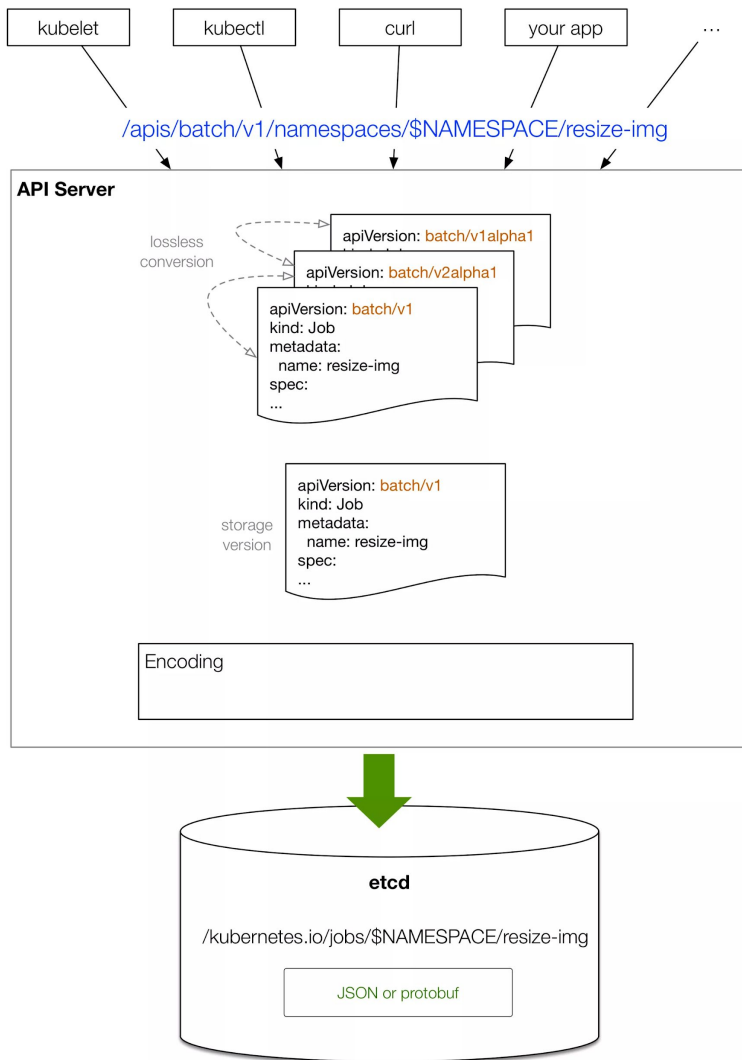 kubelet
kubectl
curl
your app
...
/apis/batch/v1/namespaces/$NAMESPACE/resize-img
API Server
lossless
conversion
apiVersion: batch/v1alpha1
apiVersion: batch/v2alpha1
apiVersion: batch/v1
kind: Job
metadata:
name: resize-img
spec:
...
storage
version
apiVersion: batch/v1
kind: Job
metadata:
name: resize-img
spec:
...
Encoding
etcd
/kubernetes.io/jobs/$NAMESPACE/resize-img
JSON or protobuf